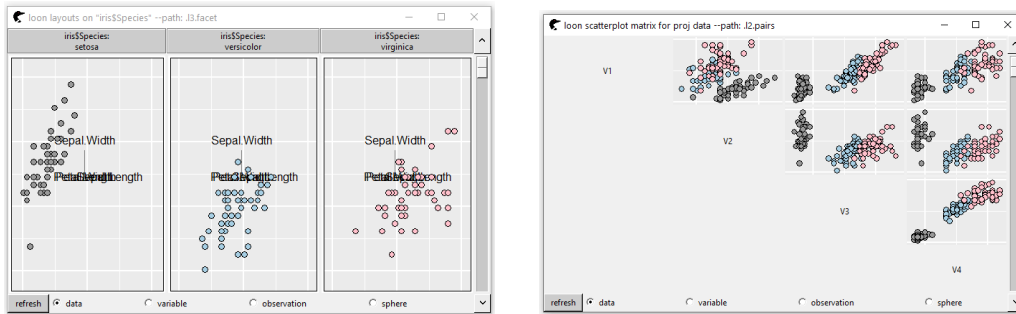 loon layouts on "iris$Species" --path: .l3.facet
iris$Species:
setosa
iris$Species:
versicolor
iris$Species:
virginica
Sepal.Width
Sepal.Width
Sepal.Width
refresh data variable observation sphere
loon scatterplot matrix for proj data --path: .l2.pairs
V1
V2
V3
V4
refresh data variable observation sphere